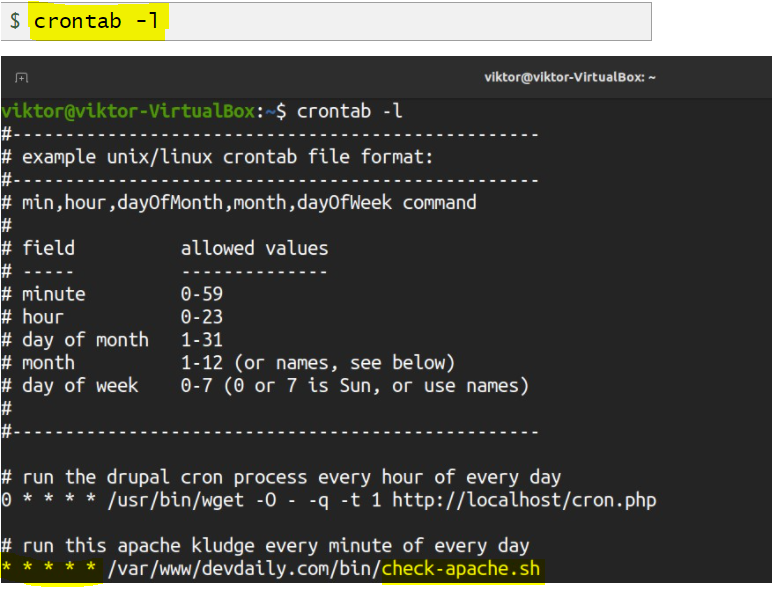 $ crontab -l
viktor@viktor-VirtualBox: ~
viktor@viktor-VirtualBox:~$ crontab -l
#--------------------------------------------------
# example unix/linux crontab file format:
#--------------------------------------------------
# min,hour,dayOfMonth,month,dayOfWeek command
#
# field          allowed values
# -----          --------------
# minute         0-59
# hour           0-23
# day of month   1-31
# month          1-12 (or names, see below)
# day of week    0-7 (0 or 7 is Sun, or use names)
#
#--------------------------------------------------
# run the drupal cron process every hour of every day
0 * * * * /usr/bin/wget -O - -q -t 1 http://localhost/cron.php
# run this apache kludge every minute of every day
* * * * * /var/www/devdaily.com/bin/check-apache.sh